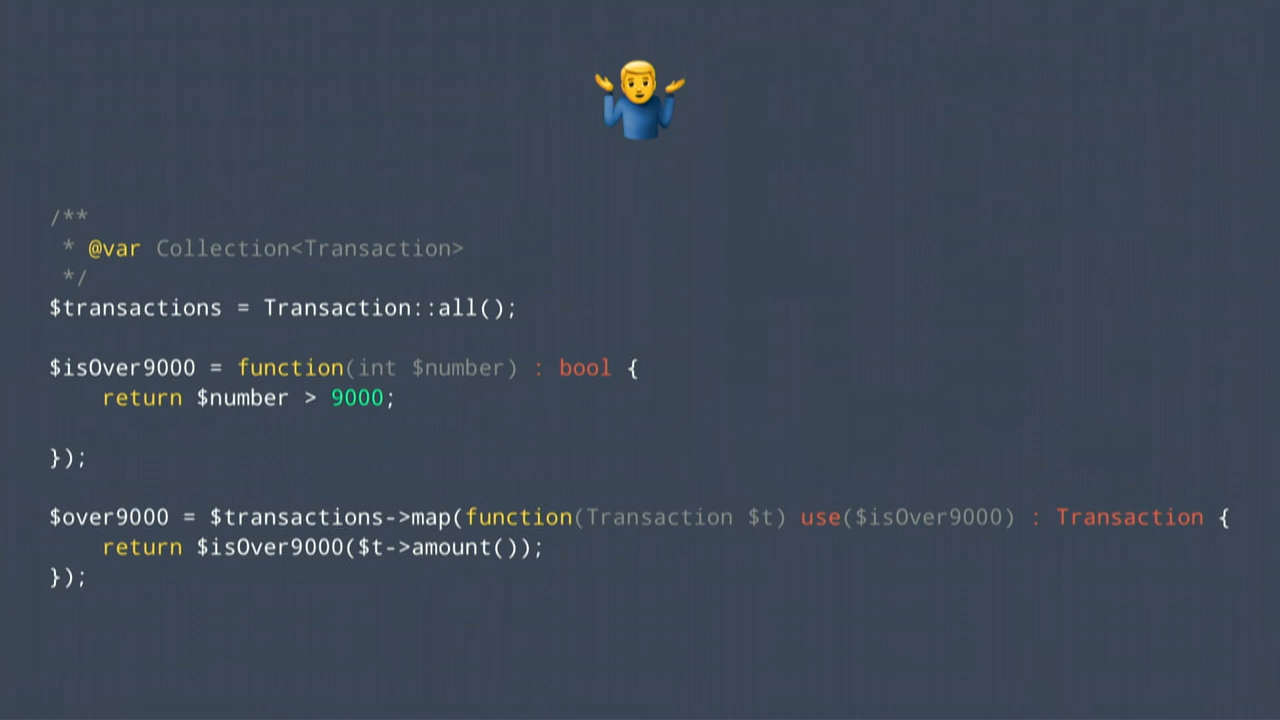 /**
 * @var Collection<Transaction>
 */
$transactions = Transaction::all();
$isOver9000 = function(int $number) : bool {
    return $number > 9000;
});
$over9000 = $transactions->map(function(Transaction $t) use($isOver9000) : Transaction {
    return $isOver9000($t->amount());
});